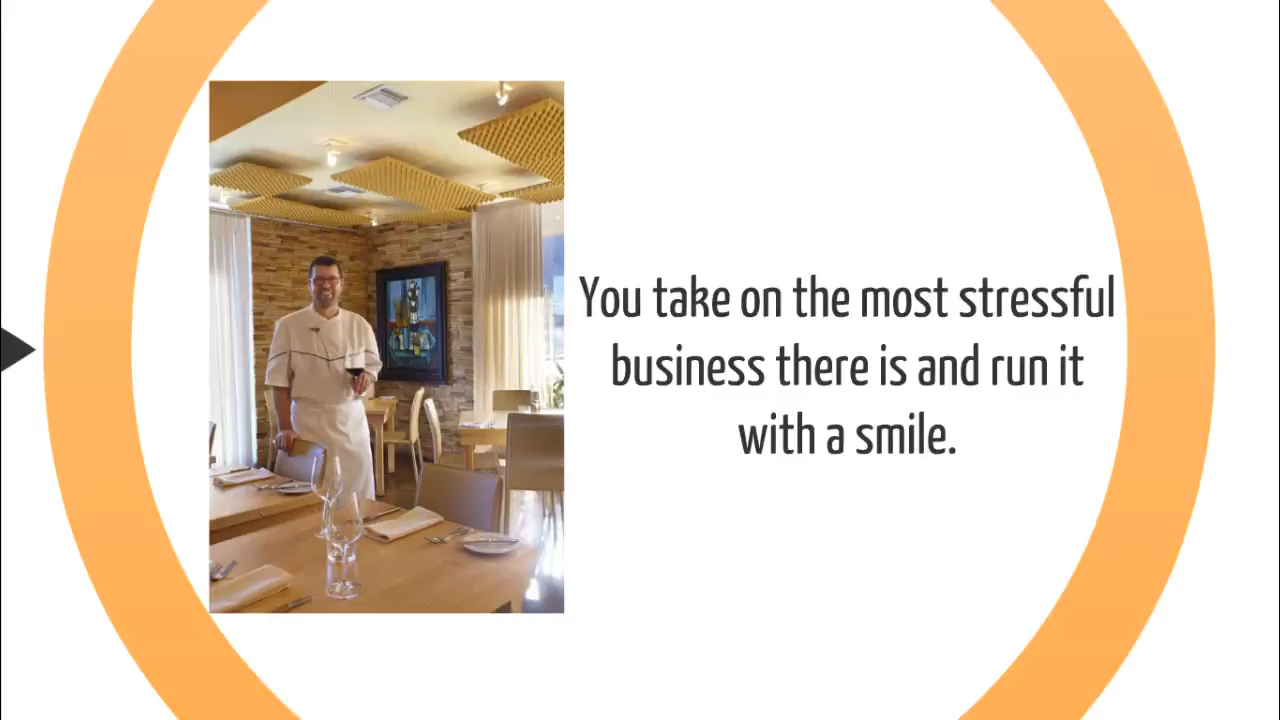 You take on the most stressful
business there is and run it
with a smile.